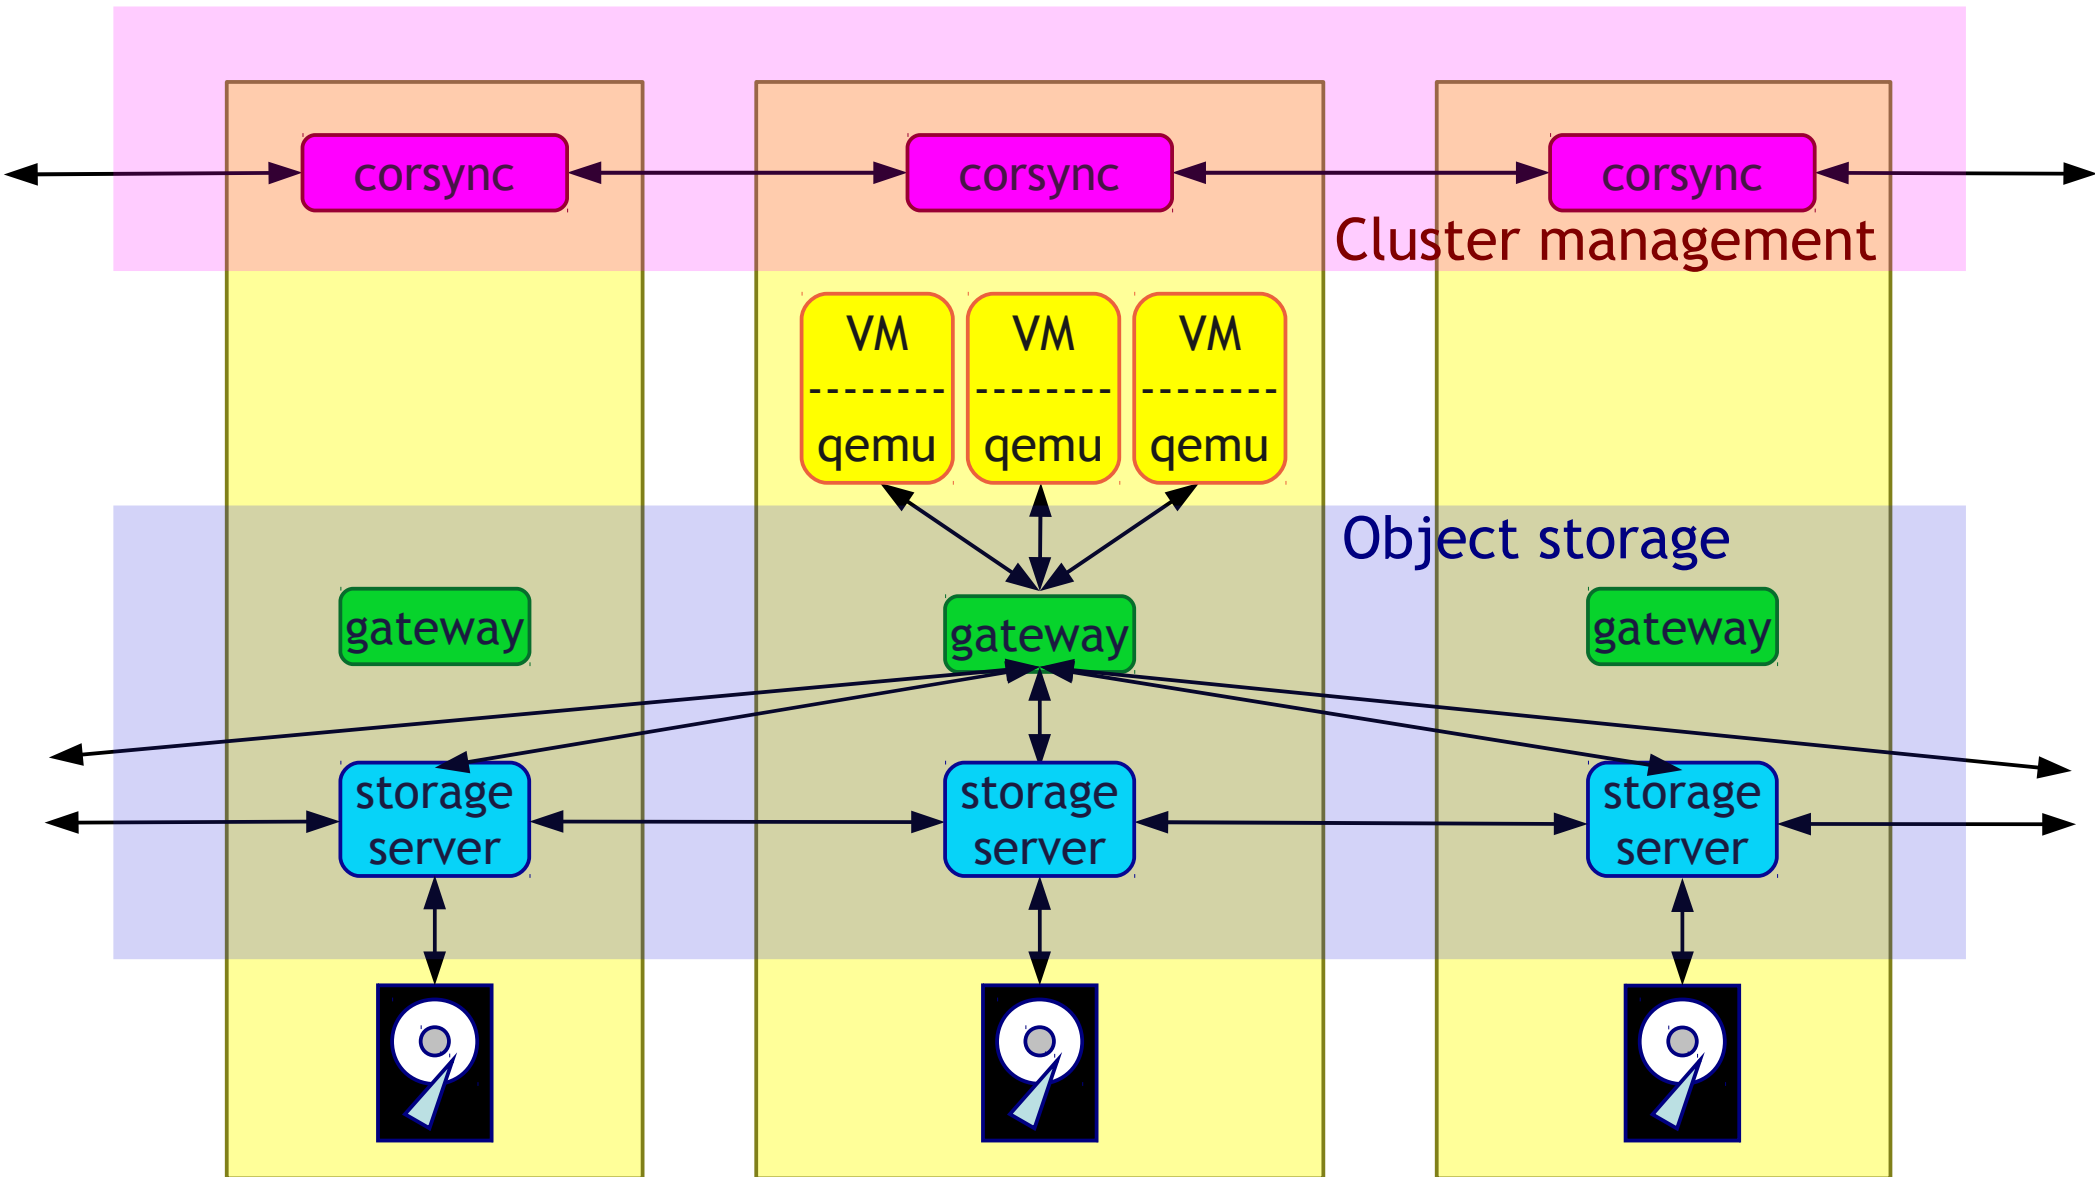 corsync corsync corsync
Cluster management
VM VM VM
-------- -------- --------
qemu qemu qemu
Object storage
gateway gateway gateway
storage storage storage
server server server